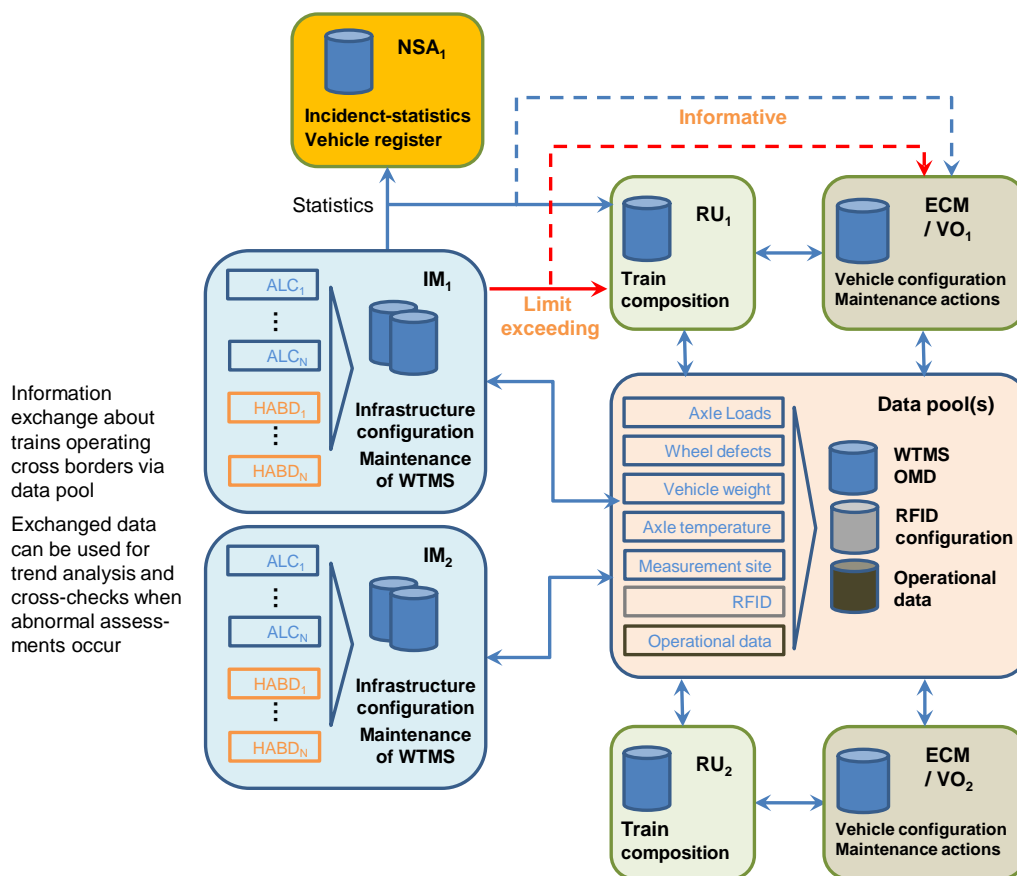 NSA1
Incidenct-statistics
Vehicle register
Informative
Statistics
RU1
Train
composition
ECM
/ VO1
Vehicle configuration
Maintenance actions
IM1
ALC1
⋮
ALCN
HABD1
⋮
HABDN
Infrastructure
configuration
Maintenance
of WTMS
Limit
exceeding
Information
exchange about
trains operating
cross borders via
data pool
Exchanged data
can be used for
trend analysis and
cross-checks when
abnormal assess-
ments occur
Data pool(s)
Axle Loads
Wheel defects
Vehicle weight
Axle temperature
Measurement site
RFID
Operational data
WTMS
OMD
RFID
configuration
Operational
data
IM2
ALC1
⋮
ALCN
HABD1
⋮
HABDN
Infrastructure
configuration
Maintenance
of WTMS
RU2
Train
composition
ECM
/ VO2
Vehicle configuration
Maintenance actions